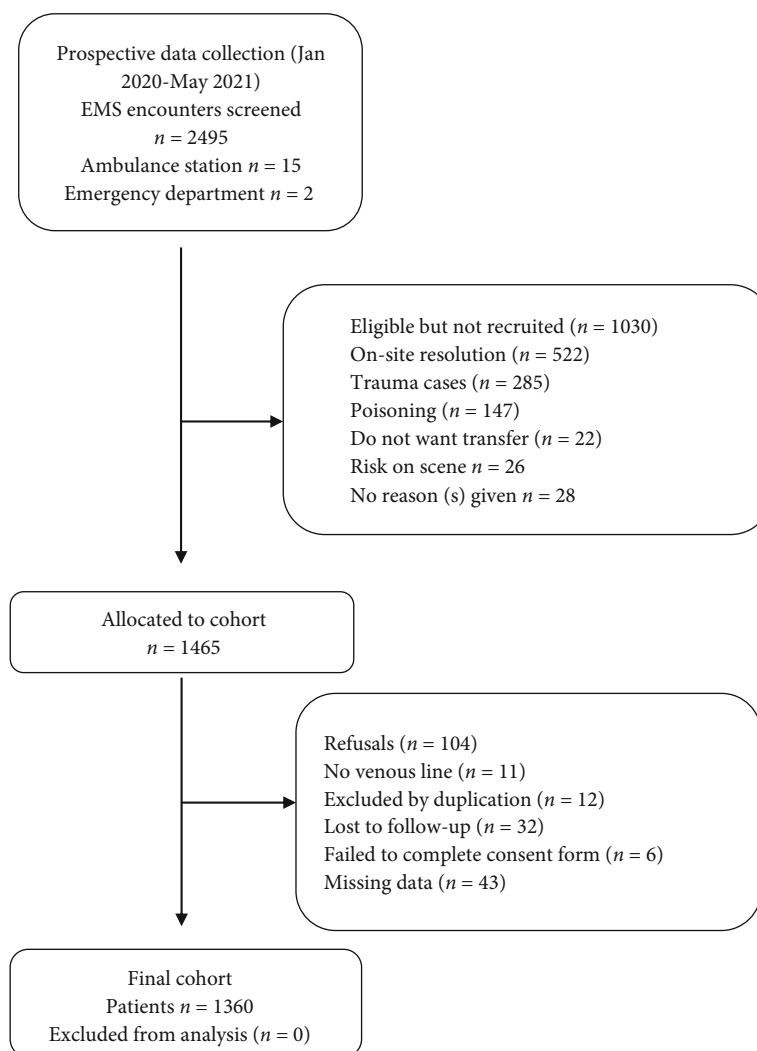 Prospective data collection (Jan
2020-May 2021)
EMS encounters screened
n = 2495
Ambulance station n = 15
Emergency department n = 2
Eligible but not recruited (n = 1030)
On-site resolution (n = 522)
Trauma cases (n = 285)
Poisoning (n = 147)
Do not want transfer (n = 22)
Risk on scene n = 26
No reason (s) given n = 28
Allocated to cohort
n = 1465
Refusals (n = 104)
No venous line (n = 11)
Excluded by duplication (n = 12)
Lost to follow-up (n = 32)
Failed to complete consent form (n = 6)
Missing data (n = 43)
Final cohort
Patients n = 1360
Excluded from analysis (n = 0)